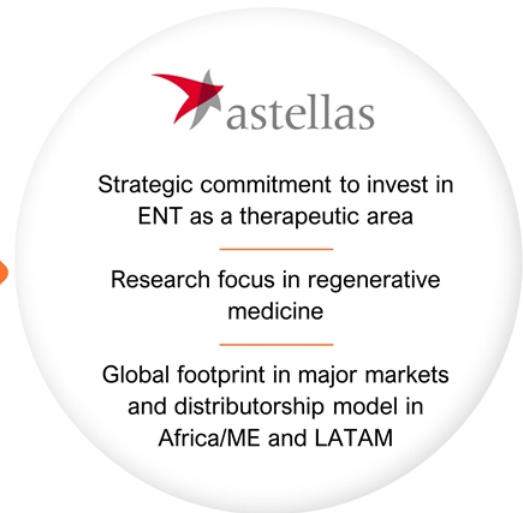 astellas
Strategic commitment to invest in
ENT as a therapeutic area
Research focus in regenerative
medicine
Global footprint in major markets
and distributorship model in
Africa/ME and LATAM